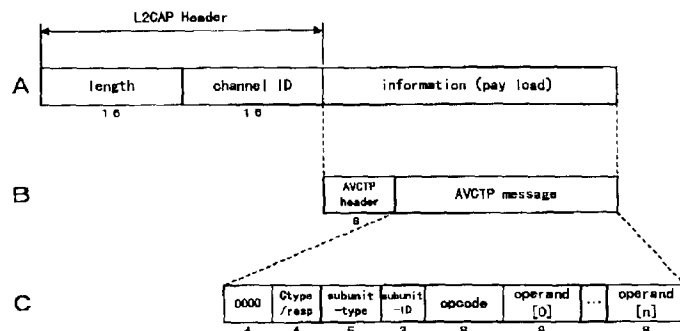 L2CAP Header
A
length
channel ID
information (pay load)
16
16
B
AVCTP header
AVCTP message
8
C
0000
Ctype /resp
subunit -type
subunit -ID
opcode
operand [0]
...
operand [n]
4
4
5
3
8
8
8